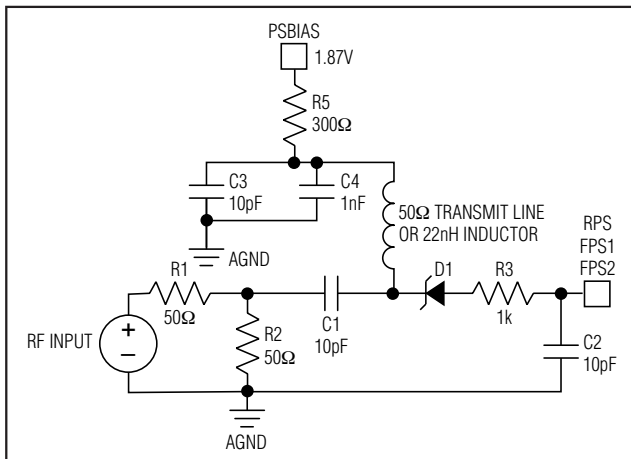 PSBIAS
1.87V
R5
300Ω
C3
10pF
C4
1nF
50Ω TRANSMIT LINE
OR 22nH INDUCTOR
RPS
FPS1
FPS2
AGND
R1
50Ω
D1
R3
1k
RF INPUT
+
−
R2
50Ω
C1
10pF
C2
10pF
AGND